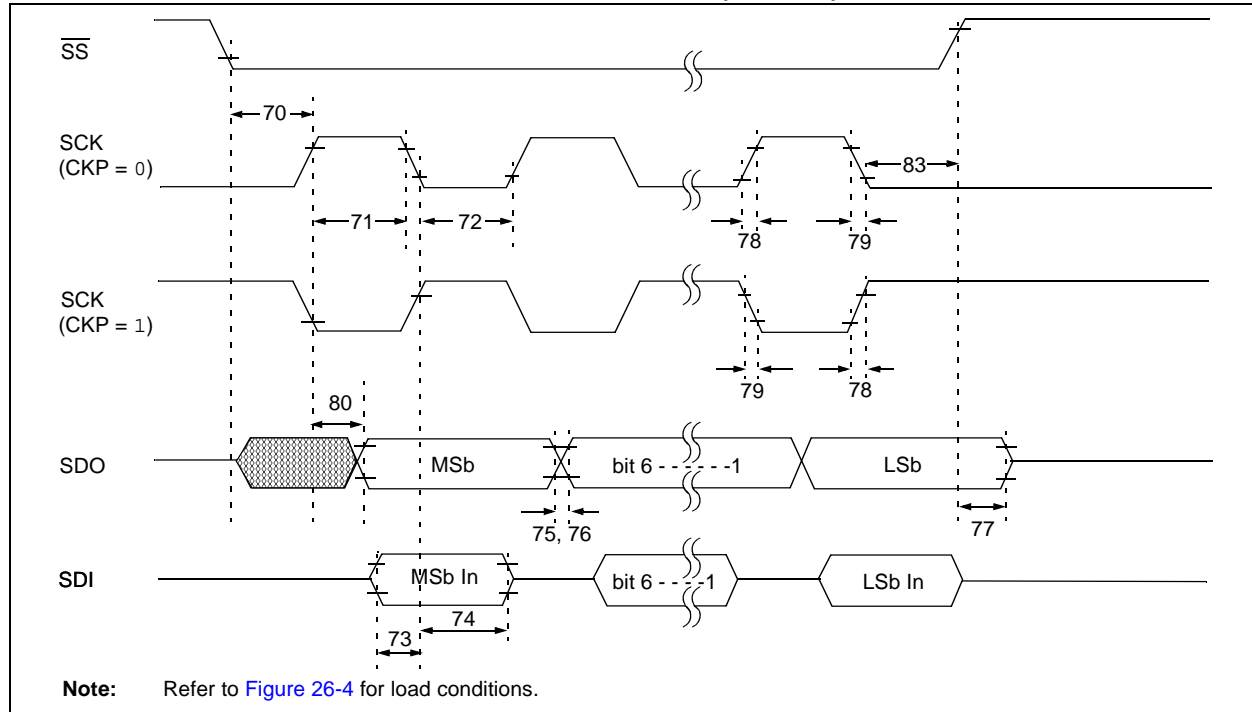 SS
70
SCK
(CKP = 0)
83
71
72
78
79
SCK
(CKP = 1)
79
78
80
SDO
MSb
bit 6 - - - - - -1
LSb
75, 76
77
SDI
MSb In
bit 6 - - - -1
LSb In
74
73
Note: Refer to Figure 26-4 for load conditions.